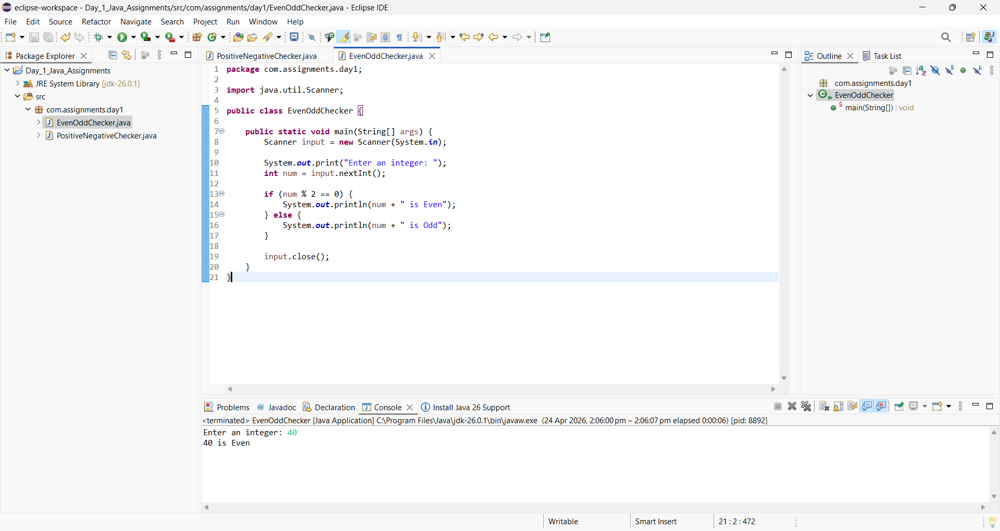 eclipse-workspace - Day_1_Java_Assignments/src/com/assignments/day1/EvenOddChecker.java - Eclipse IDE
File Edit Source Refactor Navigate Search Project Run Window Help
Package Explorer
Day_1_Java_Assignments
JRE System Library [jdk-26.0.1]
src
com.assignments.day1
EvenOddChecker.java
PositiveNegativeChecker.java
PositiveNegativeChecker.java EvenOddChecker.java
1 package com.assignments.day1;
2
3 import java.util.Scanner;
4
5 public class EvenOddChecker {
6
7 public static void main(String[] args) {
8 Scanner input = new Scanner(System.in);
9
10 System.out.print("Enter an integer: ");
11 int num = input.nextInt();
12
13 if (num % 2 == 0) {
14 System.out.println(num + " is Even");
15 } else {
16 System.out.println(num + " is Odd");
17 }
18
19 input.close();
20 }
21 }
Outline Task List
com.assignments.day1
EvenOddChecker
main(String[]) : void
Problems Javadoc Declaration Console Install Java 26 Support
<terminated> EvenOddChecker [Java Application] C:\Program Files\Java\jdk-26.0.1\bin\javaw.exe (24 Apr 2026, 2:06:00 pm – 2:06:07 pm elapsed 0:00:06) [pid: 8892]
Enter an integer: 40
40 is Even
Writable Smart Insert 21 : 2 : 472